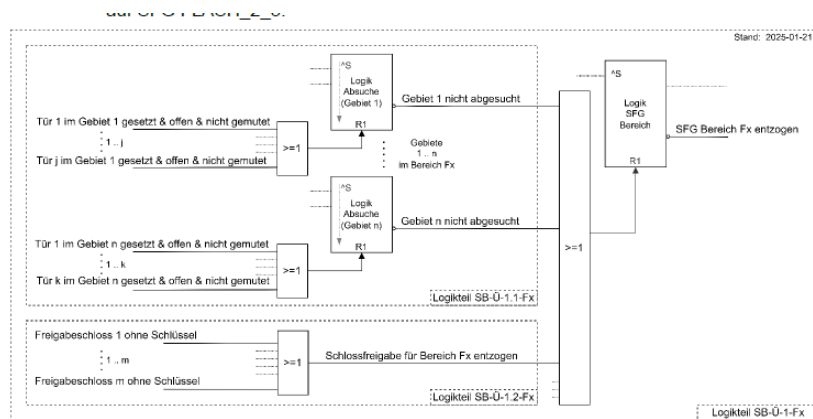 Stand: 2025-01-21
^S
Logik
Absuche
(Gebiet 1)
R1
Gebiet 1 nicht abgesucht
^S
Logik
SFG
Bereich
R1
SFG Bereich Fx entzogen
Tür 1 im Gebiet 1 gesetzt & offen & nicht gemutet
1 .. j
Tür j im Gebiet 1 gesetzt & offen & nicht gemutet
>=1
Gebiete
1 .. n
im Bereich Fx
^S
Logik
Absuche
(Gebiet n)
R1
Gebiet n nicht abgesucht
Tür 1 im Gebiet n gesetzt & offen & nicht gemutet
1 .. k
Tür k im Gebiet n gesetzt & offen & nicht gemutet
>=1
>=1
Logikteil SB-Ü-1.1-Fx
Freigabeschloss 1 ohne Schlüssel
1 .. m
Freigabeschloss m ohne Schlüssel
>=1
Schlossfreigabe für Bereich Fx entzogen
Logikteil SB-Ü-1.2-Fx
Logikteil SB-Ü-1-Fx